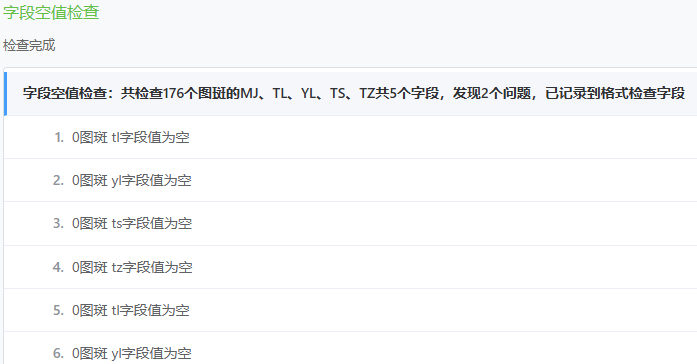 字段空值检查
检查完成
字段空值检查：共检查176个图斑的MJ、TL、YL、TS、TZ共5个字段，发现2个问题，已记录到格式检查字段
1. 0图斑 tl字段值为空
2. 0图斑 yl字段值为空
3. 0图斑 ts字段值为空
4. 0图斑 tz字段值为空
5. 0图斑 tl字段值为空
6. 0图斑 yl字段值为空